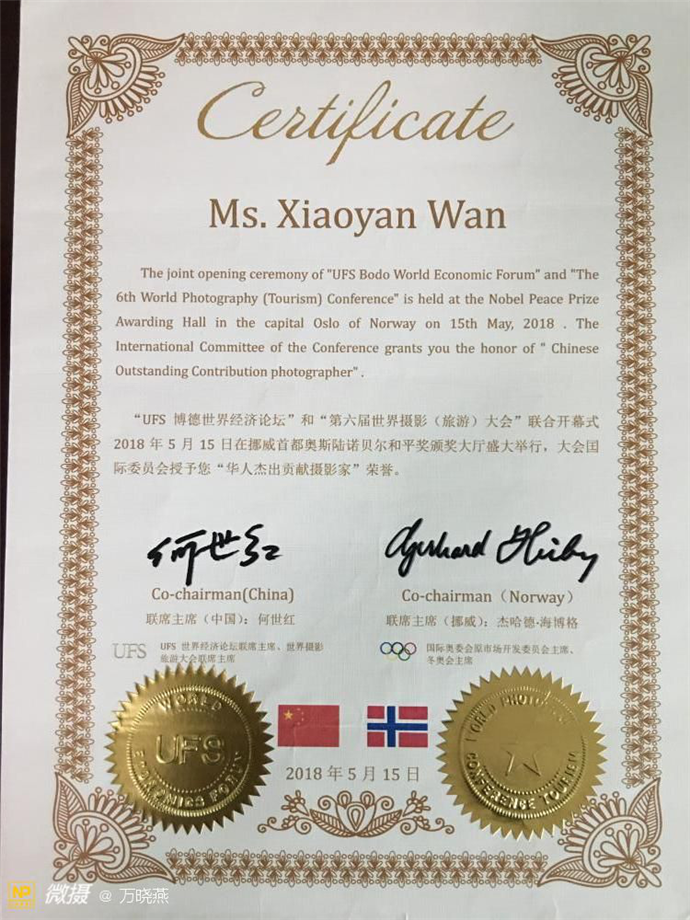 Certificate
Ms. Xiaoyan Wan
The joint opening ceremony of "UFS Bodo World Economic Forum" and "The
6th World Photography (Tourism) Conference" is held at the Nobel Peace Prize
Awarding Hall in the capital Oslo of Norway on 15th May, 2018 . The
International Committee of the Conference grants you the honor of " Chinese
Outstanding Contribution photographer" .
“UFS 博德世界经济论坛”和“第六届世界摄影（旅游）大会”联合开幕式
2018 年 5 月 15 日在挪威首都奥斯陆诺贝尔和平奖颁奖大厅盛大举行，大会国
际委员会授予您“华人杰出贡献摄影家”荣誉。
何世红
Co-chairman(China)
Co-chairman（Norway）
联席主席（中国）：何世红
联席主席（挪威）：杰哈德·海博格
UFS
UFS 世界经济论坛联席主席、世界摄影
旅游大会联席主席
国际奥委会原市场开发委员会主席、
冬奥会主席
WORLD
UFS
ECONOMICS FORUM
WORLD PHOTO
CONFERENCE TOURISM
2018 年 5 月 15 日
微摄 @ 万晓燕